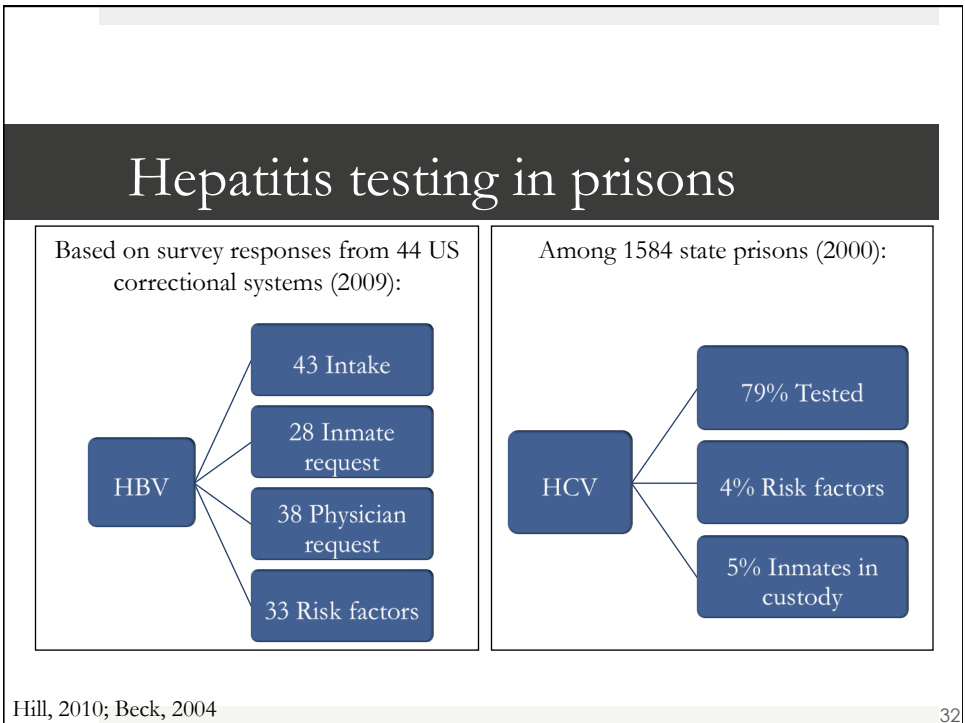 Hepatitis testing in prisons
Based on survey responses from 44 US
correctional systems (2009):
HBV
43 Intake
28 Inmate
request
38 Physician
request
33 Risk factors
Among 1584 state prisons (2000):
HCV
79% Tested
4% Risk factors
5% Inmates in
custody
Hill, 2010; Beck, 2004
32